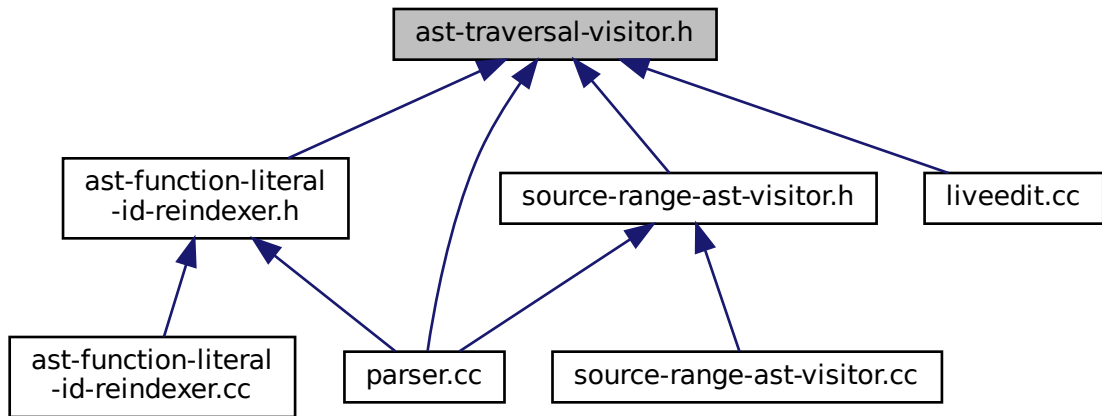 ast-traversal-visitor.h
ast-function-literal
-id-reindexer.h
source-range-ast-visitor.h
liveedit.cc
ast-function-literal
-id-reindexer.cc
parser.cc
source-range-ast-visitor.cc